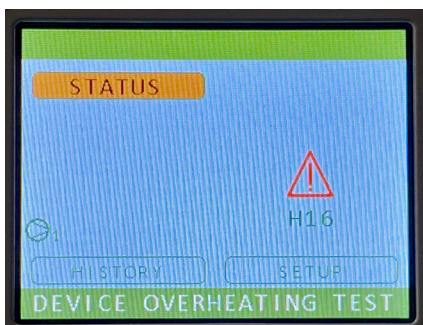 STATUS
H16
HISTORY
SETUP
DEVICE OVERHEATING TEST